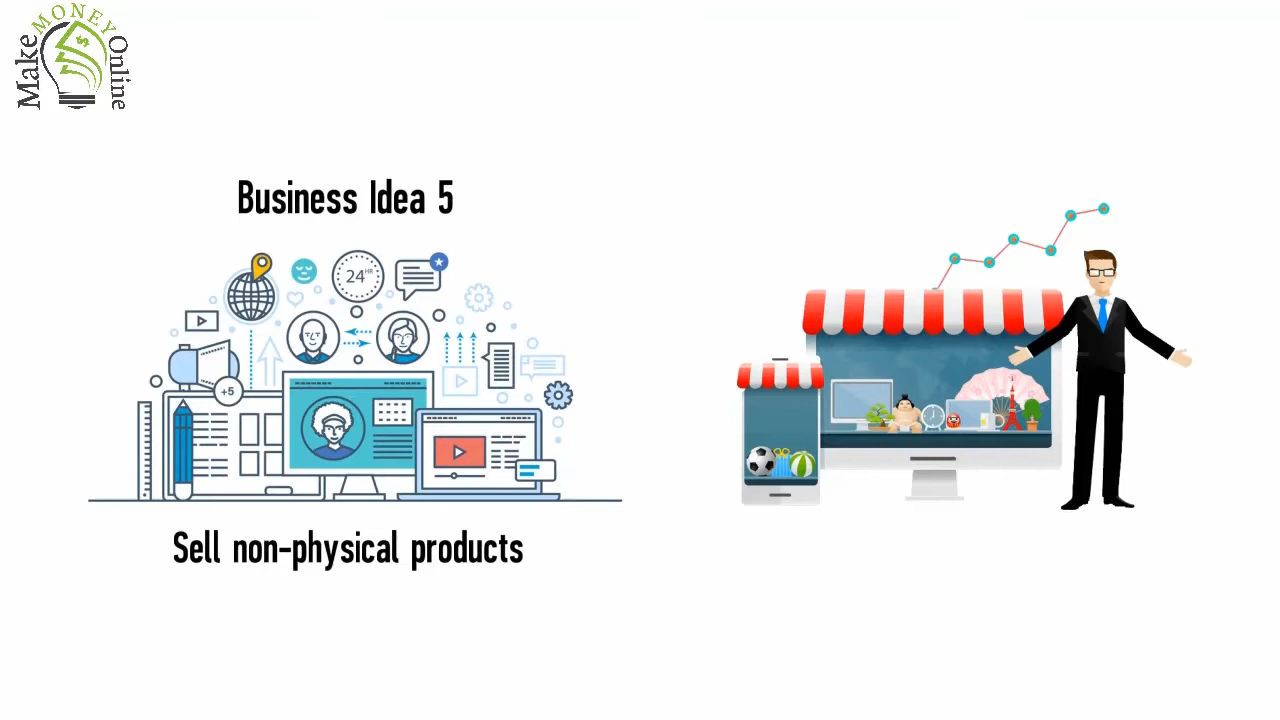 Make MONEY Online
Business Idea 5
24HR
+5
Sell non-physical products